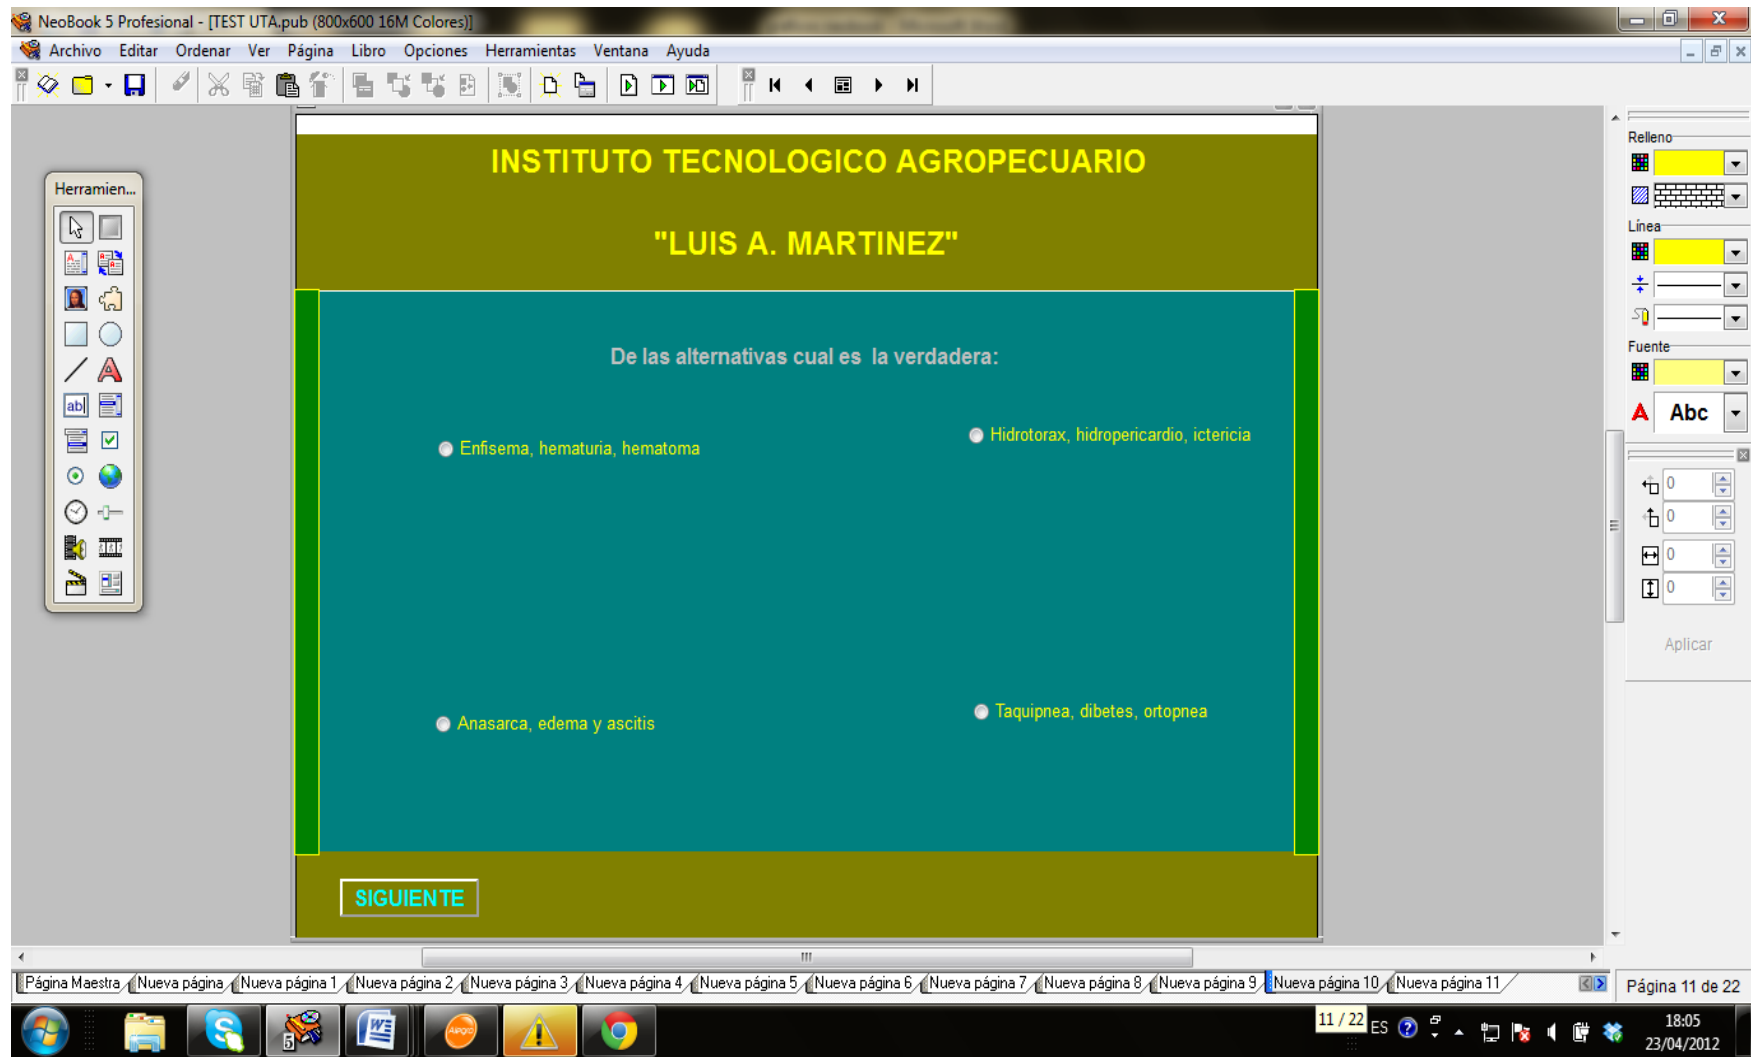 NeoBook 5 Profesional - [TEST UTA.pub (800x600 16M Colores)]
Archivo Editar Ordenar Ver Página Libro Opciones Herramientas Ventana Ayuda
INSTITUTO TECNOLOGICO AGROPECUARIO
"LUIS A. MARTINEZ"
De las alternativas cual es la verdadera:
Enfisema, hematuria, hematoma
Hidrotorax, hidropericardio, ictericia
Anasarca, edema y ascitis
Taquipnea, dibetes, ortopnea
SIGUIENTE
Herramien...
Relleno
Línea
Fuente
Abc
0
0
0
0
Aplicar
Página Maestra Nueva página Nueva página 1 Nueva página 2 Nueva página 3 Nueva página 4 Nueva página 5 Nueva página 6 Nueva página 7 Nueva página 8 Nueva página 9 Nueva página 10 Nueva página 11
Página 11 de 22
11 / 22
ES
18:05
23/04/2012